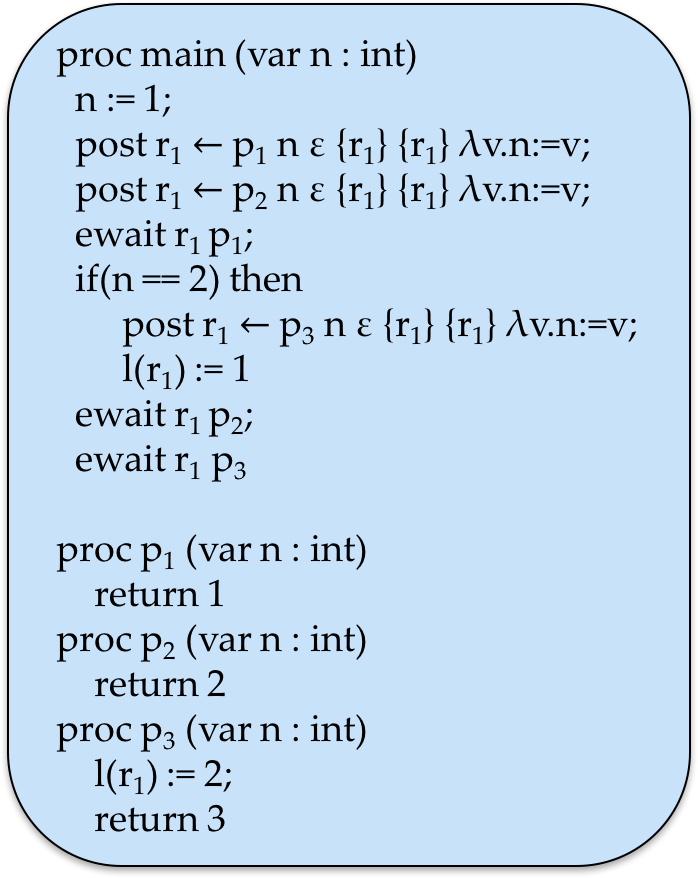 proc main (var n : int)
n := 1;
post r₁ ← p₁ n ε {r₁} {r₁} λv.n:=v;
post r₁ ← p₂ n ε {r₁} {r₁} λv.n:=v;
ewait r₁ p₁;
if(n == 2) then
post r₁ ← p₃ n ε {r₁} {r₁} λv.n:=v;
l(r₁) := 1
ewait r₁ p₂;
ewait r₁ p₃
proc p₁ (var n : int)
return 1
proc p₂ (var n : int)
return 2
proc p₃ (var n : int)
l(r₁) := 2;
return 3